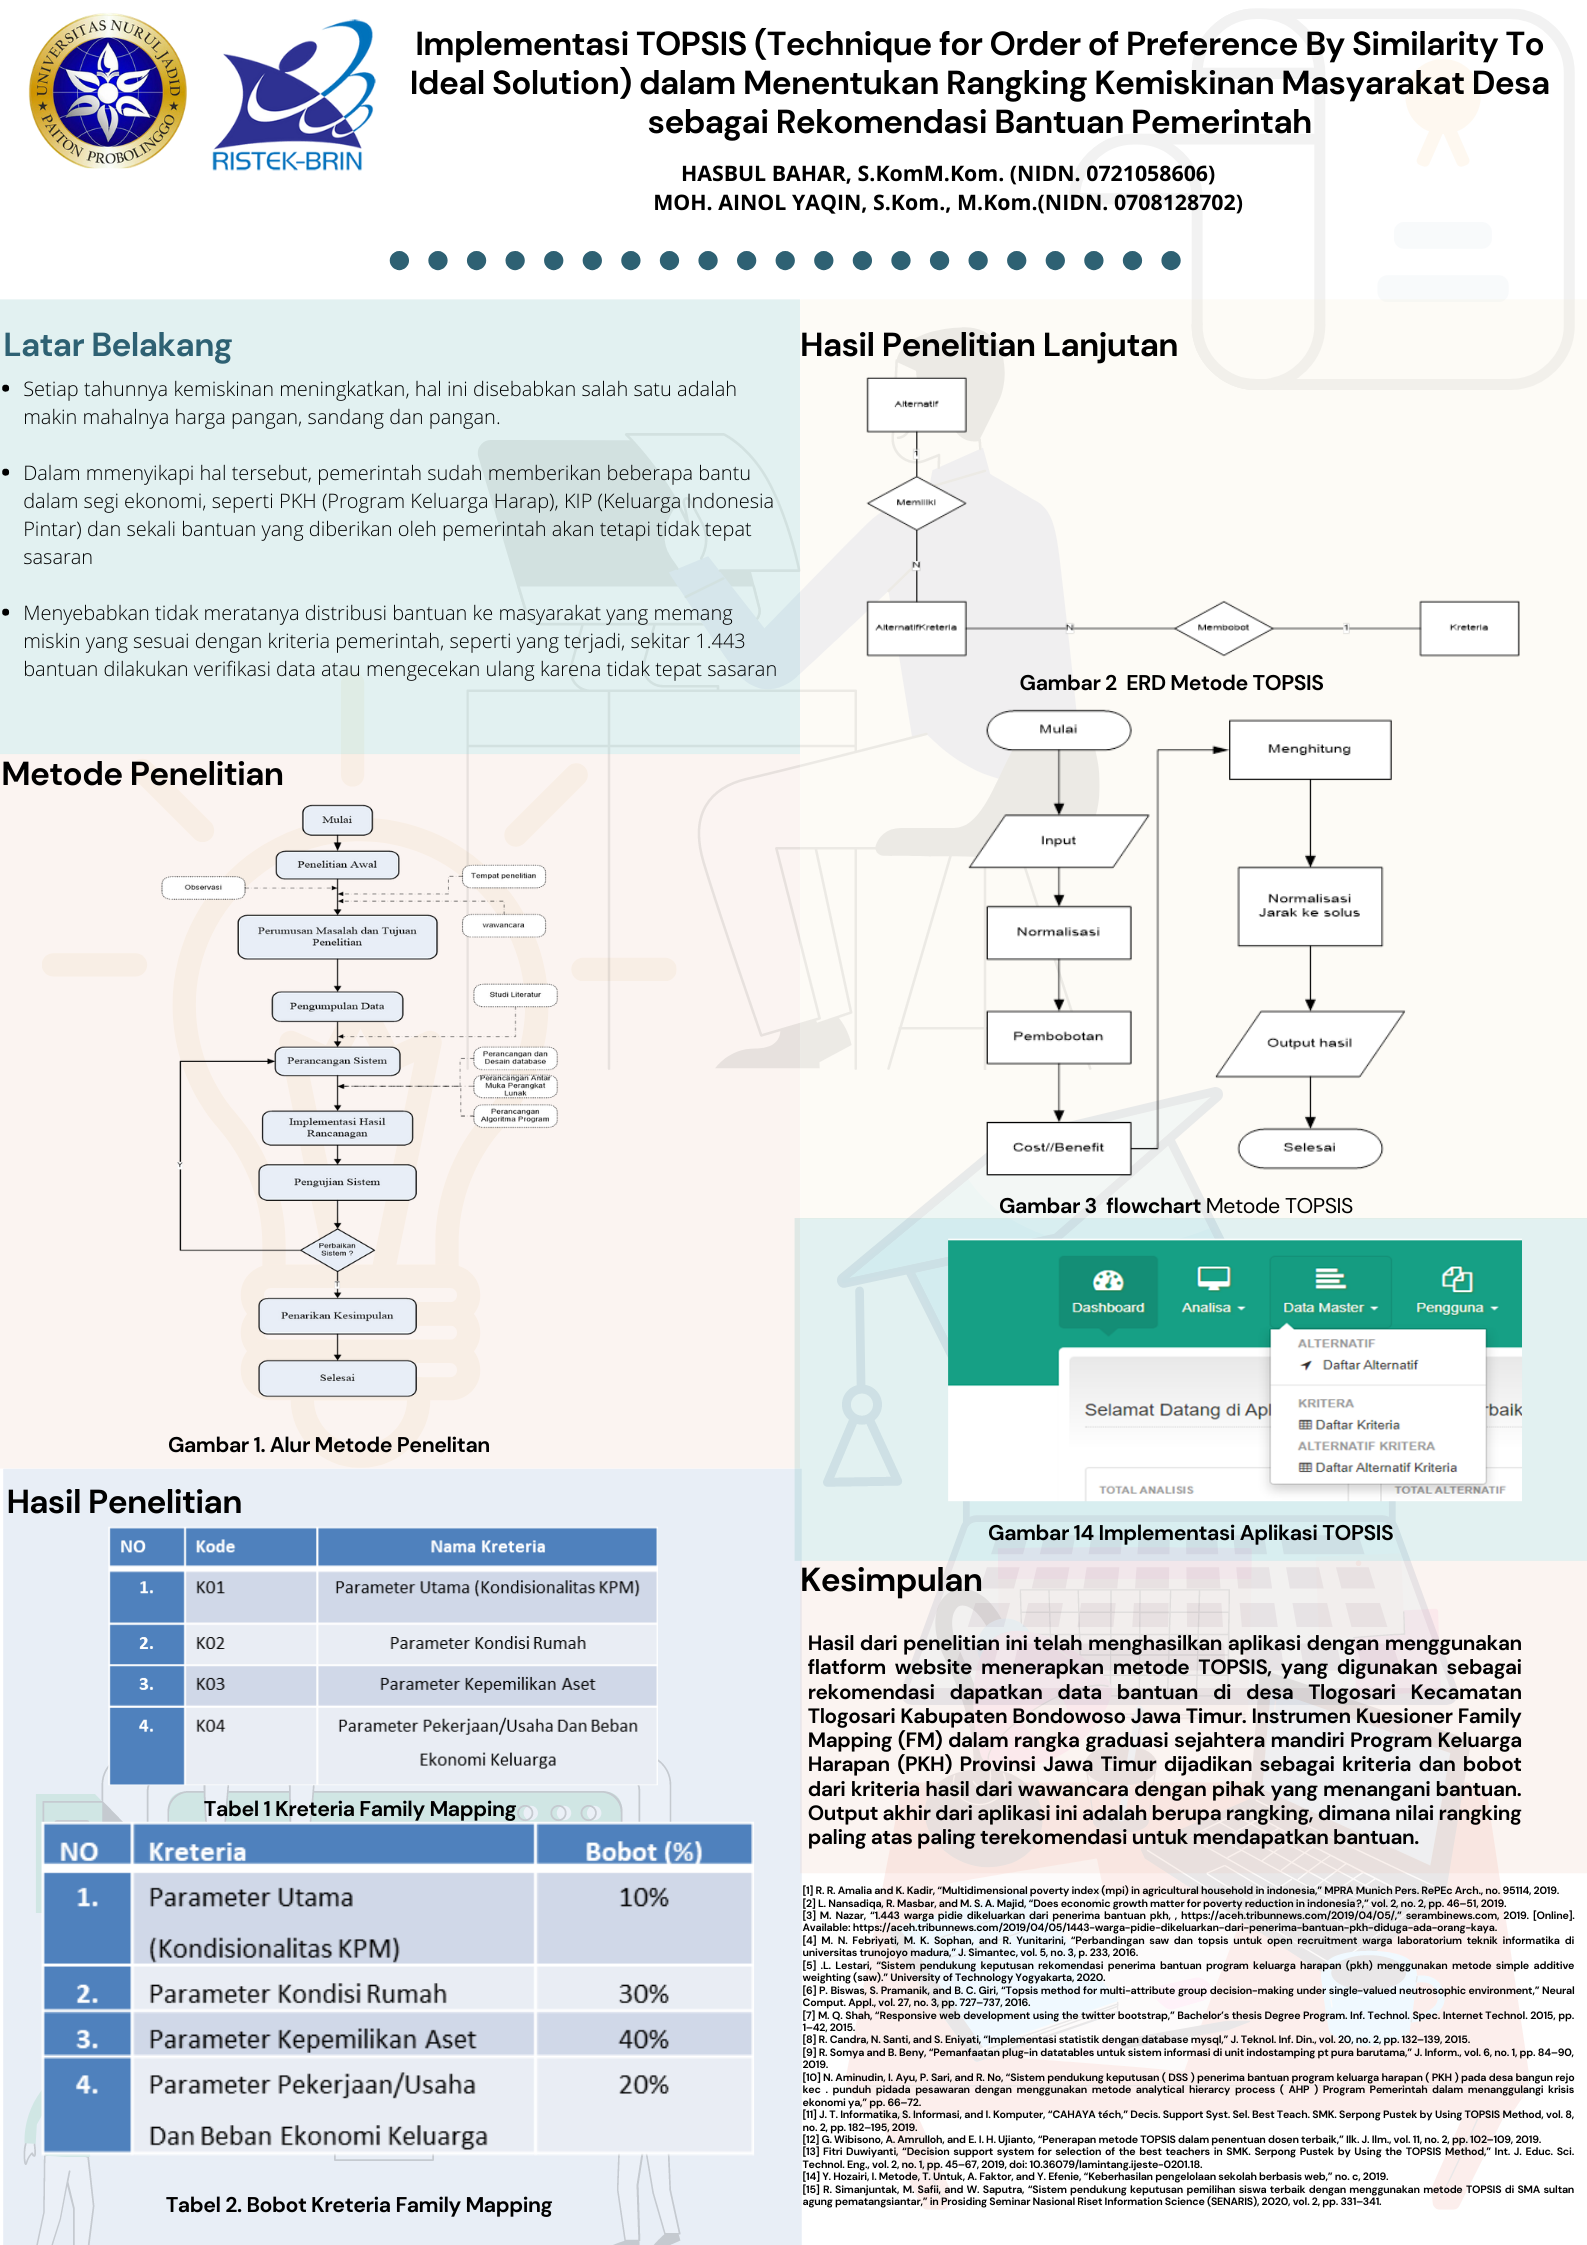 UNIVERSITAS NURUL JADID
PAITON PROBOLINGGO
RISTEK-BRIN
Implementasi TOPSIS (Technique for Order of Preference By Similarity To
Ideal Solution) dalam Menentukan Rangking Kemiskinan Masyarakat Desa
sebagai Rekomendasi Bantuan Pemerintah
HASBUL BAHAR, S.KomM.Kom. (NIDN. 0721058606)
MOH. AINOL YAQIN, S.Kom., M.Kom.(NIDN. 0708128702)
Latar Belakang
• Setiap tahunnya kemiskinan meningkatkan, hal ini disebabkan salah satu adalah
makin mahalnya harga pangan, sandang dan pangan.
• Dalam mmenyikapi hal tersebut, pemerintah sudah memberikan beberapa bantu
dalam segi ekonomi, seperti PKH (Program Keluarga Harap), KIP (Keluarga Indonesia
Pintar) dan sekali bantuan yang diberikan oleh pemerintah akan tetapi tidak tepat
sasaran
• Menyebabkan tidak meratanya distribusi bantuan ke masyarakat yang memang
miskin yang sesuai dengan kriteria pemerintah, seperti yang terjadi, sekitar 1.443
bantuan dilakukan verifikasi data atau mengecekan ulang karena tidak tepat sasaran
Metode Penelitian
Mulai
Penelitian Awal
Observasi
Tempat penelitian
wawancara
Perumusan Masalah dan Tujuan
Penelitian
Pengumpulan Data
Studi Literatur
Perancangan Sistem
Perancangan dan
Desain database
Perancangan Antar
Muka Perangkat
Lunak
Perancangan
Algoritma Program
Implementasi Hasil
Rancanagan
Pengujian Sistem
Y
Perbaikan
Sistem ?
Penarikan Kesimpulan
Selesai
Gambar 1. Alur Metode Penelitan
Hasil Penelitian
NO Kode Nama Kreteria
1. K01 Parameter Utama (Kondisionalitas KPM)
2. K02 Parameter Kondisi Rumah
3. K03 Parameter Kepemilikan Aset
4. K04 Parameter Pekerjaan/Usaha Dan Beban
Ekonomi Keluarga
Tabel 1 Kreteria Family Mapping
NO Kreteria Bobot (%)
1. Parameter Utama 10%
(Kondisionalitas KPM)
2. Parameter Kondisi Rumah 30%
3. Parameter Kepemilikan Aset 40%
4. Parameter Pekerjaan/Usaha 20%
Dan Beban Ekonomi Keluarga
Tabel 2. Bobot Kreteria Family Mapping
Hasil Penelitian Lanjutan
Alternatif
1
Memiliki
N
AlternatifKreteria
N
Membobot
1
Kreteria
Gambar 2 ERD Metode TOPSIS
Mulai
Input
Normalisasi
Pembobotan
Cost//Benefit
Menghitung
Normalisasi
Jarak ke solus
Output hasil
Selesai
Gambar 3 flowchart Metode TOPSIS
Dashboard
Analisa
Data Master
Pengguna
ALTERNATIF
Daftar Alternatif
KRITERA
Daftar Kriteria
ALTERNATIF KRITERA
Daftar Alternatif Kriteria
Selamat Datang di Apl
rbaik
TOTAL ANALISIS
TOTAL ALTERNATIF
Gambar 14 Implementasi Aplikasi TOPSIS
Kesimpulan
Hasil dari penelitian ini telah menghasilkan aplikasi dengan menggunakan
flatform website menerapkan metode TOPSIS, yang digunakan sebagai
rekomendasi dapatkan data bantuan di desa Tlogosari Kecamatan
Tlogosari Kabupaten Bondowoso Jawa Timur. Instrumen Kuesioner Family
Mapping (FM) dalam rangka graduasi sejahtera mandiri Program Keluarga
Harapan (PKH) Provinsi Jawa Timur dijadikan sebagai kriteria dan bobot
dari kriteria hasil dari wawancara dengan pihak yang menangani bantuan.
Output akhir dari aplikasi ini adalah berupa rangking, dimana nilai rangking
paling atas paling terekomendasi untuk mendapatkan bantuan.
[1] R. R. Amalia and K. Kadir, “Multidimensional poverty index (mpi) in agricultural household in indonesia,” MPRA Munich Pers. RePEc Arch., no. 95114, 2019.
[2] L. Nansadiqa, R. Masbar, and M. S. A. Majid, “Does economic growth matter for poverty reduction in indonesia?,” vol. 2, no. 2, pp. 46–51, 2019.
[3] M. Nazar, “1.443 warga pidie dikeluarkan dari penerima bantuan pkh, , https://aceh.tribunnews.com/2019/04/05/,” serambinews.com, 2019. [Online].
Available: https://aceh.tribunnews.com/2019/04/05/1443-warga-pidie-dikeluarkan-dari-penerima-bantuan-pkh-diduga-ada-orang-kaya.
[4] M. N. Febriyati, M. K. Sophan, and R. Yunitarini, “Perbandingan saw dan topsis untuk open recruitment warga laboratorium teknik informatika di
universitas trunojoyo madura,” J. Simantec, vol. 5, no. 3, p. 233, 2016.
[5] .L. Lestari, “Sistem pendukung keputusan rekomendasi penerima bantuan program keluarga harapan (pkh) menggunakan metode simple additive
weighting (saw).” University of Technology Yogyakarta, 2020.
[6] P. Biswas, S. Pramanik, and B. C. Giri, “Topsis method for multi-attribute group decision-making under single-valued neutrosophic environment,” Neural
Comput. Appl., vol. 27, no. 3, pp. 727–737, 2016.
[7] M. Q. Shah, “Responsive web development using the twitter bootstrap,” Bachelor’s thesis Degree Program. Inf. Technol. Spec. Internet Technol. 2015, pp.
1–42, 2015.
[8] R. Candra, N. Santi, and S. Eniyati, “Implementasi statistik dengan database mysql,” J. Teknol. Inf. Din., vol. 20, no. 2, pp. 132–139, 2015.
[9] R. Somya and B. Beny, “Pemanfaatan plug-in datatables untuk sistem informasi di unit indostamping pt pura barutama,” J. Inform., vol. 6, no. 1, pp. 84–90,
2019.
[10] N. Aminudin, I. Ayu, P. Sari, and R. No, “Sistem pendukung keputusan ( DSS ) penerima bantuan program keluarga harapan ( PKH ) pada desa bangun rejo
kec . punduh pidada pesawaran dengan menggunakan metode analytical hierarcy process ( AHP ) Program Pemerintah dalam menanggulangi krisis
ekonomi ya,” pp. 66–72.
[11] J. T. Informatika, S. Informasi, and I. Komputer, “CAHAYA téch,” Decis. Support Syst. Sel. Best Teach. SMK. Serpong Pustek by Using TOPSIS Method, vol. 8,
no. 2, pp. 182–195, 2019.
[12] G. Wibisono, A. Amrulloh, and E. I. H. Ujianto, “Penerapan metode TOPSIS dalam penentuan dosen terbaik,” Ilk. J. Ilm., vol. 11, no. 2, pp. 102–109, 2019.
[13] Fitri Duwiyanti, “Decision support system for selection of the best teachers in SMK. Serpong Pustek by Using the TOPSIS Method,” Int. J. Educ. Sci.
Technol. Eng., vol. 2, no. 1, pp. 45–67, 2019, doi: 10.36079/lamintang.ijeste-0201.18.
[14] Y. Hozairi, I. Metode, T. Untuk, A. Faktor, and Y. Efenie, “Keberhasilan pengelolaan sekolah berbasis web,” no. c, 2019.
[15] R. Simanjuntak, M. Safii, and W. Saputra, “Sistem pendukung keputusan pemilihan siswa terbaik dengan menggunakan metode TOPSIS di SMA sultan
agung pematangsiantar,” in Prosiding Seminar Nasional Riset Information Science (SENARIS), 2020, vol. 2, pp. 331–341.